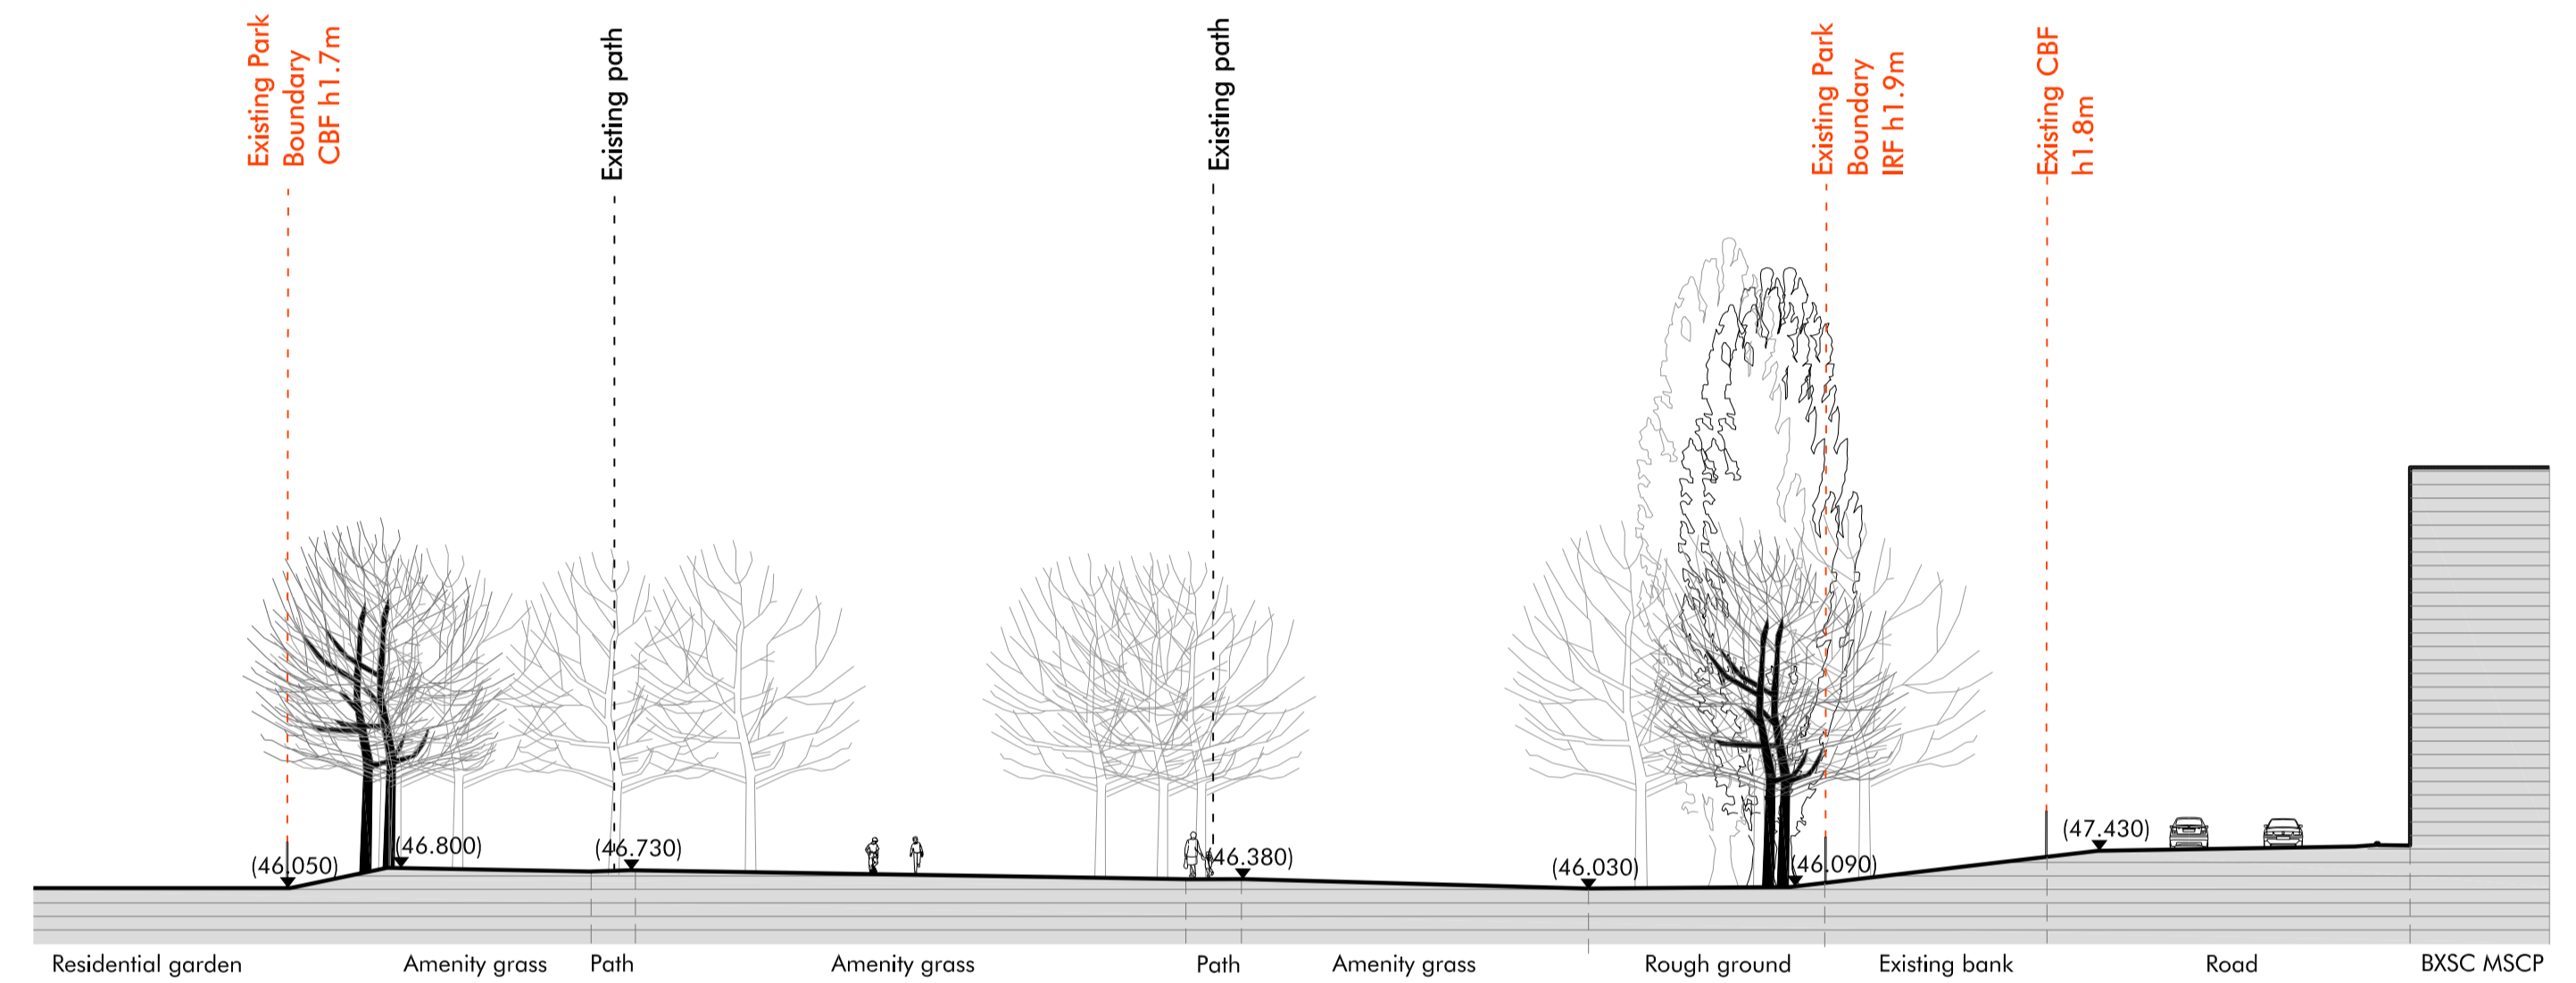 Existing Park
Boundary
CBF h1.7m
Existing path
Existing path
Existing Park
Boundary
IRF h1.9m
Existing CBF
h1.8m
(46.050)
(46.800)
(46.730)
(46.380)
(46.030)
(46.090)
(47.430)
Residential garden
Amenity grass
Path
Amenity grass
Path
Amenity grass
Rough ground
Existing bank
Road
BXSC MSCP